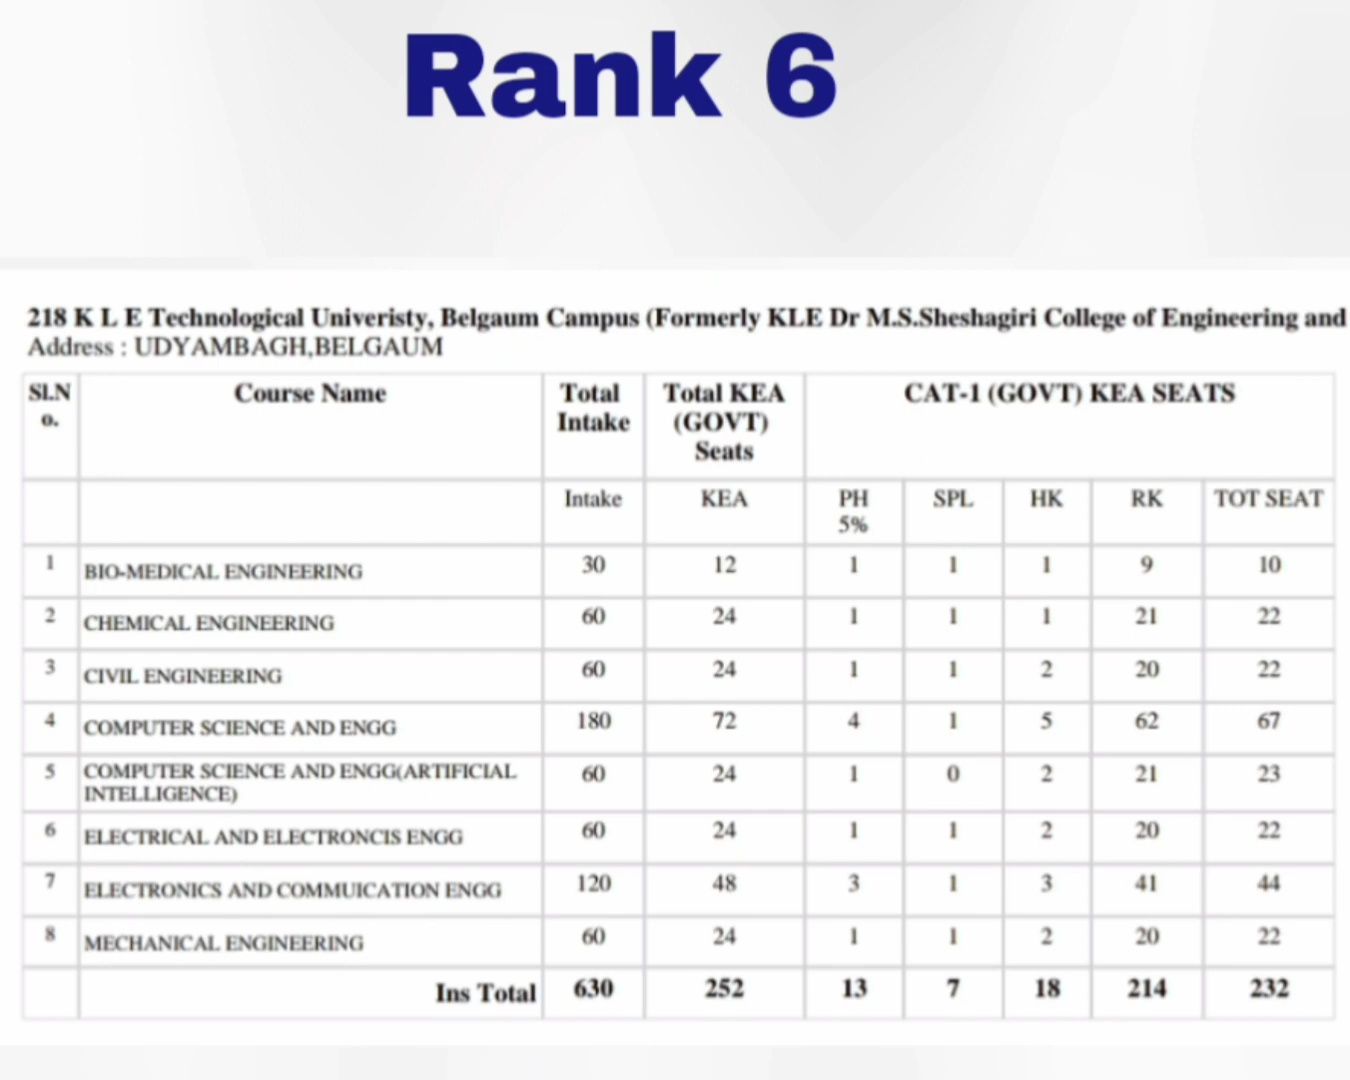 Rank 6
218 K L E Technological Univeristy, Belgaum Campus (Formerly KLE Dr M.S.Sheshagiri College of Engineering and
Address : UDYAMBAGH,BELGAUM
SI.No. Course Name Total Intake Total KEA (GOVT) Seats CAT-1 (GOVT) KEA SEATS
Intake KEA PH 5% SPL HK RK TOT SEAT
1 BIO-MEDICAL ENGINEERING 30 12 1 1 1 9 10
2 CHEMICAL ENGINEERING 60 24 1 1 1 21 22
3 CIVIL ENGINEERING 60 24 1 1 2 20 22
4 COMPUTER SCIENCE AND ENGG 180 72 4 1 5 62 67
5 COMPUTER SCIENCE AND ENGG(ARTIFICIAL INTELLIGENCE) 60 24 1 0 2 21 23
6 ELECTRICAL AND ELECTRONCIS ENGG 60 24 1 1 2 20 22
7 ELECTRONICS AND COMMUICATION ENGG 120 48 3 1 3 41 44
8 MECHANICAL ENGINEERING 60 24 1 1 2 20 22
Ins Total 630 252 13 7 18 214 232